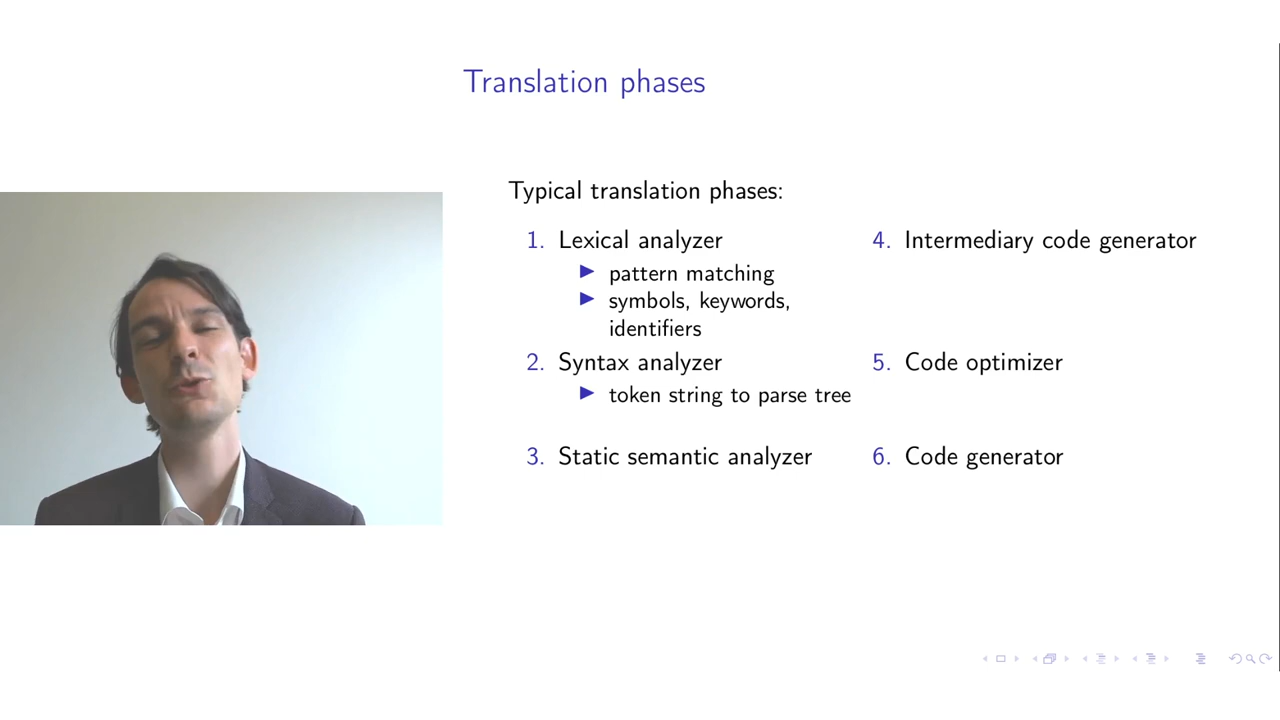 Translation phases
Typical translation phases:
1. Lexical analyzer
▶ pattern matching
▶ symbols, keywords,
identifiers
2. Syntax analyzer
▶ token string to parse tree
3. Static semantic analyzer
4. Intermediary code generator
5. Code optimizer
6. Code generator